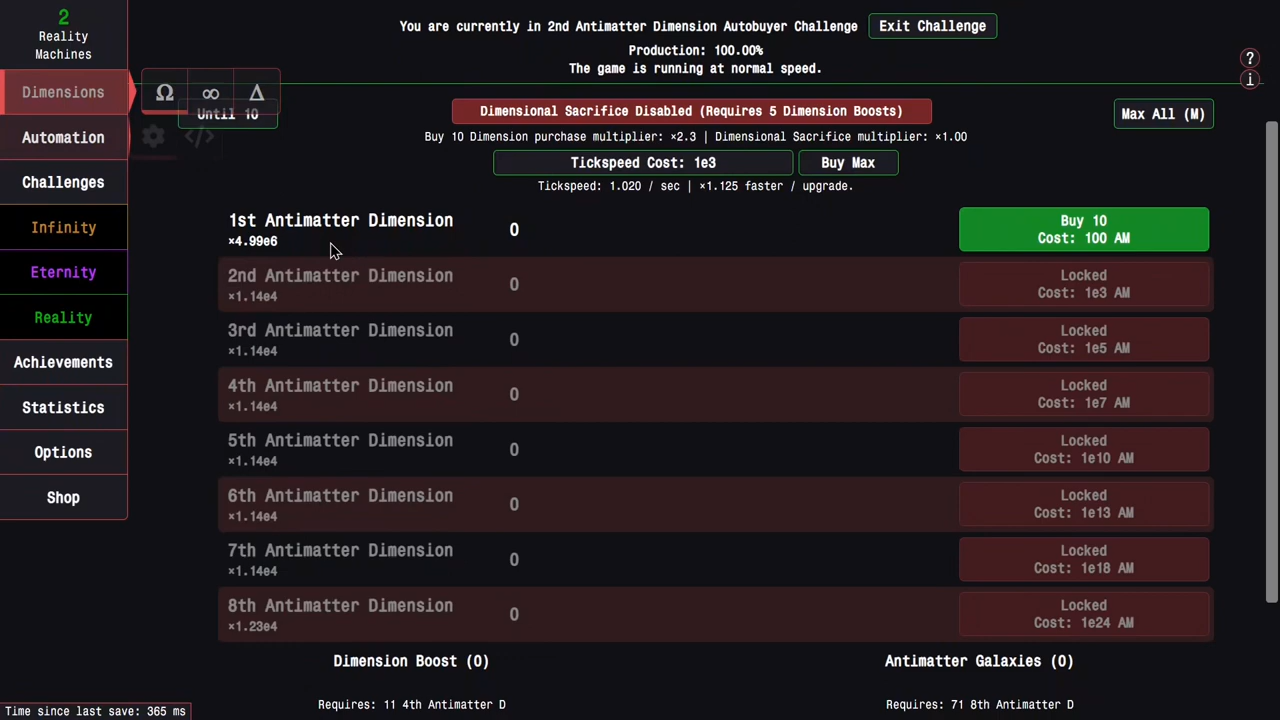 2
Reality
Machines
You are currently in 2nd Antimatter Dimension Autobuyer Challenge
Exit Challenge
Production: 100.00%
The game is running at normal speed.
?
i
Dimensions
Ω
∞
Δ
Until 10
Dimensional Sacrifice Disabled (Requires 5 Dimension Boosts)
Max All (M)
Buy 10 Dimension purchase multiplier: ×2.3 | Dimensional Sacrifice multiplier: ×1.00
Automation
</>
Tickspeed Cost: 1e3
Buy Max
Tickspeed: 1.020 / sec | ×1.125 faster / upgrade.
Challenges
Infinity
Eternity
Reality
Achievements
Statistics
Options
Shop
1st Antimatter Dimension
×4.99e6
0
Buy 10
Cost: 100 AM
2nd Antimatter Dimension
×1.14e4
0
Locked
Cost: 1e3 AM
3rd Antimatter Dimension
×1.14e4
0
Locked
Cost: 1e5 AM
4th Antimatter Dimension
×1.14e4
0
Locked
Cost: 1e7 AM
5th Antimatter Dimension
×1.14e4
0
Locked
Cost: 1e10 AM
6th Antimatter Dimension
×1.14e4
0
Locked
Cost: 1e13 AM
7th Antimatter Dimension
×1.14e4
0
Locked
Cost: 1e18 AM
8th Antimatter Dimension
×1.23e4
0
Locked
Cost: 1e24 AM
Dimension Boost (0)
Antimatter Galaxies (0)
Requires: 11 4th Antimatter D
Requires: 71 8th Antimatter D
Time since last save: 365 ms